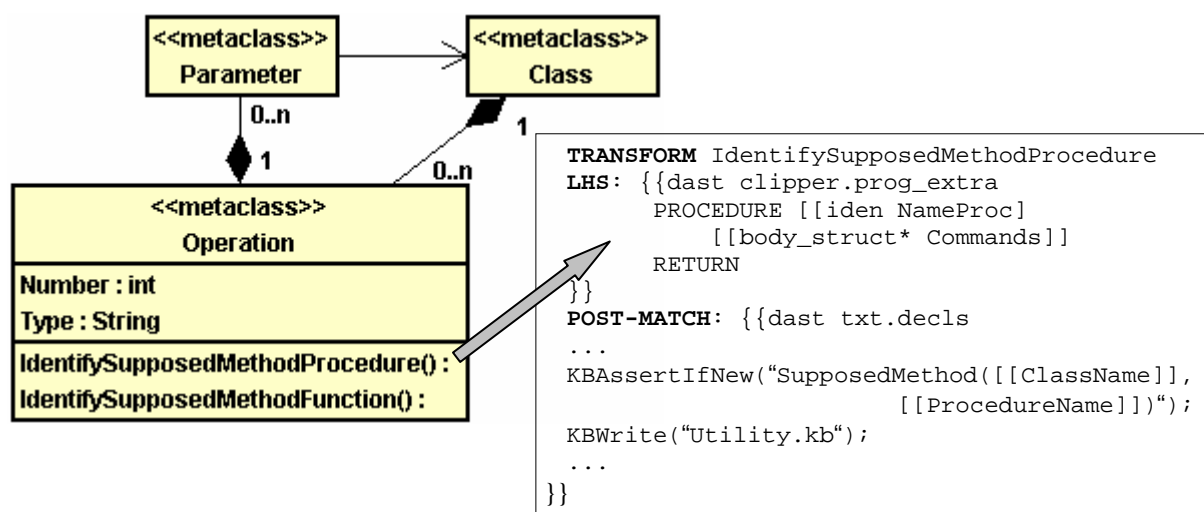 <<metaclass>>
Parameter
<<metaclass>>
Class
0..n
1
1
0..n
<<metaclass>>
Operation
Number : int
Type : String
IdentifySupposedMethodProcedure() :
IdentifySupposedMethodFunction() :
TRANSFORM IdentifySupposedMethodProcedure
LHS: {{dast clipper.prog_extra
PROCEDURE [[iden NameProc]
[[body_struct* Commands]]
RETURN
}}
POST-MATCH: {{dast txt.decls
...
KBAssertIfNew(“SupposedMethod([[ClassName]],
[[ProcedureName]])“);
KBWrite(“Utility.kb“);
...
}}